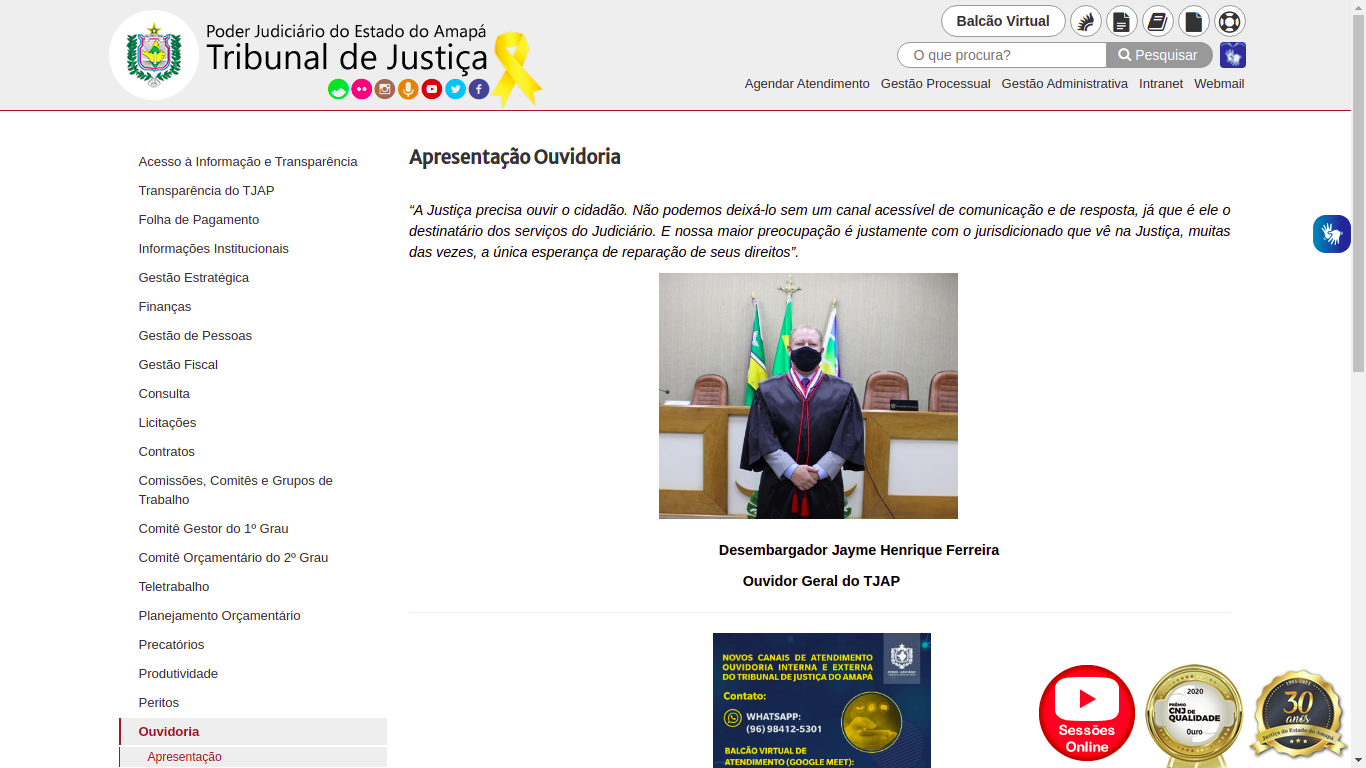 Poder Judiciário do Estado do Amapá
Tribunal de Justiça
Balcão Virtual
O que procura?
Pesquisar
Agendar Atendimento Gestão Processual Gestão Administrativa Intranet Webmail
Acesso à Informação e Transparência
Transparência do TJAP
Folha de Pagamento
Informações Institucionais
Gestão Estratégica
Finanças
Gestão de Pessoas
Gestão Fiscal
Consulta
Licitações
Contratos
Comissões, Comitês e Grupos de
Trabalho
Comitê Gestor do 1º Grau
Comitê Orçamentário do 2º Grau
Teletrabalho
Planejamento Orçamentário
Precatórios
Produtividade
Peritos
Ouvidoria
Apresentação
Apresentação Ouvidoria
“A Justiça precisa ouvir o cidadão. Não podemos deixá-lo sem um canal acessível de comunicação e de resposta, já que é ele o
destinatário dos serviços do Judiciário. E nossa maior preocupação é justamente com o jurisdicionado que vê na Justiça, muitas
das vezes, a única esperança de reparação de seus direitos”.
Desembargador Jayme Henrique Ferreira
Ouvidor Geral do TJAP
NOVOS CANAIS DE ATENDIMENTO
OUVIDORIA INTERNA E EXTERNA
DO TRIBUNAL DE JUSTIÇA DO AMAPÁ
Contato:
WHATSAPP:
(96) 98412-5301
BALCÃO VIRTUAL DE
ATENDIMENTO (GOOGLE MEET):
Sessões
Online
2020
PRÊMIO
CNJ DE
QUALIDADE
Ouro
1991-2021
30
anos
Justiça do Estado do Amapá